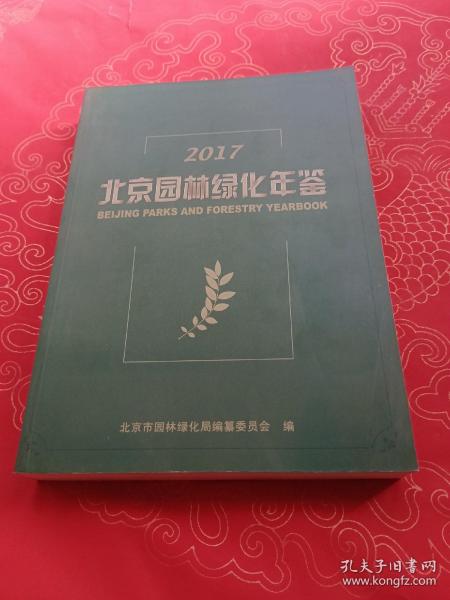 2017
北京园林绿化年鉴
BEIJING PARKS AND FORESTRY YEARBOOK
北京市园林绿化局编纂委员会 编
孔夫子旧书网
www.kongfz.com